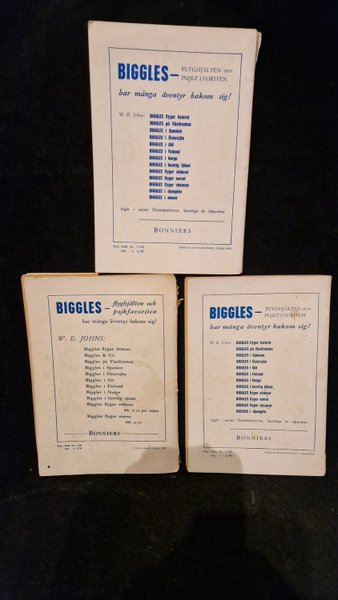 BIGGLES— FLYGHJÄLTEN OCH
POJKFAVORITEN
har många äventyr bakom sig!
W. E. Johns: BIGGLES flyger österut
BIGGLES på Västfronten
BIGGLES i Spanien
BIGGLES i Östersjön
BIGGLES i fält
BIGGLES i Finland
BIGGLES i Norge
BIGGLES i hemlig tjänst
BIGGLES flyger söderut
BIGGLES flyger norrut
BIGGLES flyger västerut
BIGGLES i djungeln
BIGGLES i
BONNIERS
BIGGLES— flyghjälten och
pojkfavoriten
har många äventyr bakom sig!
W. E. JOHNS:
Biggles flyger österut
Biggles & Co
Biggles på Västfronten
Biggles i Spanien
Biggles i Östersjön
Biggles i fält
Biggles i Finland
Biggles i Norge
Biggles i hemlig tjänst
Biggles flyger söderut
Biggles flyger norrut
BONNIERS
BIGGLES— FLYGHJÄLTEN OCH
POJKFAVORITEN
har många äventyr bakom sig!
W. E. Johns: BIGGLES flyger österut
BIGGLES på Västfronten
BIGGLES i Spanien
BIGGLES i Östersjön
BIGGLES i fält
BIGGLES i Finland
BIGGLES i Norge
BIGGLES i hemlig tjänst
BIGGLES flyger söderut
BIGGLES flyger norrut
BIGGLES flyger västerut
BIGGLES i djungeln
BONNIERS